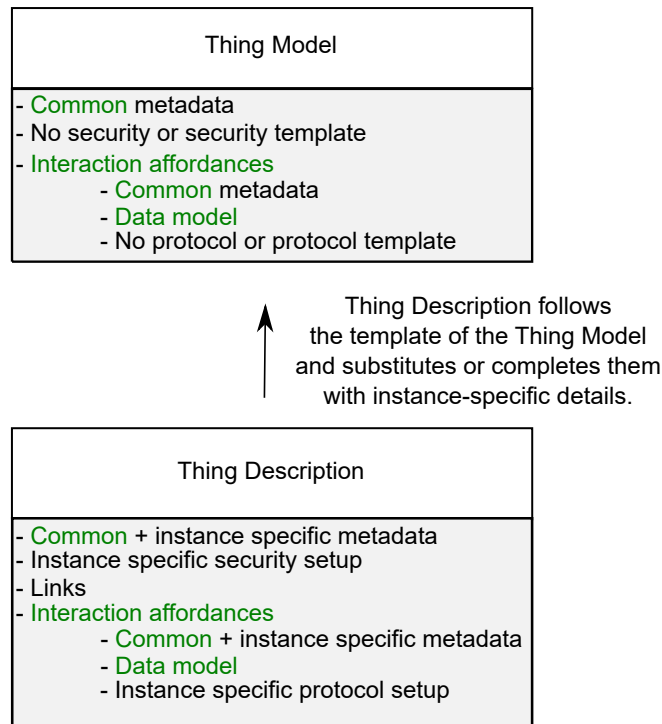 Thing Model
- Common metadata
- No security or security template
- Interaction affordances
- Common metadata
- Data model
- No protocol or protocol template
Thing Description follows
the template of the Thing Model
and substitutes or completes them
with instance-specific details.
Thing Description
- Common + instance specific metadata
- Instance specific security setup
- Links
- Interaction affordances
- Common + instance specific metadata
- Data model
- Instance specific protocol setup